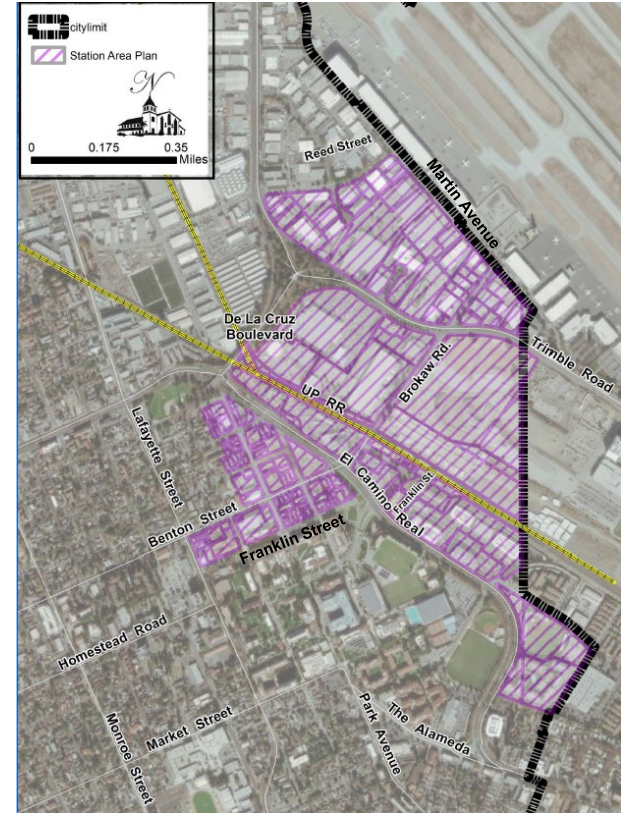 citylimit
Station Area Plan
N
0 0.175 0.35
Miles
Reed Street
Martin Avenue
De La Cruz
Boulevard
Trimble Road
Brokaw Rd.
UP RR
Lafayette Street
El Camino Real
Franklin St.
Benton Street
Franklin Street
Homestead Road
Market Street
Monroe Street
Park Avenue
The Alameda